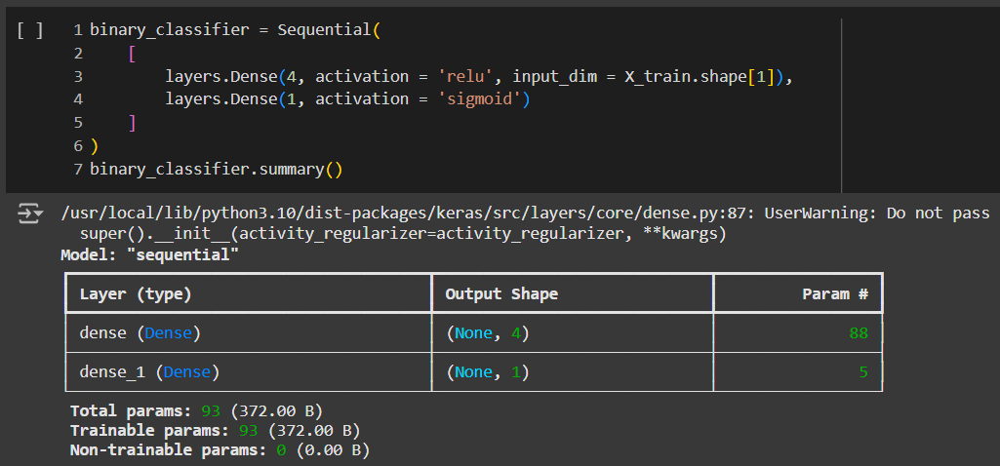 [ ]
1 binary_classifier = Sequential(
2     [
3         layers.Dense(4, activation = 'relu', input_dim = X_train.shape[1]),
4         layers.Dense(1, activation = 'sigmoid')
5     ]
6 )
7 binary_classifier.summary()
/usr/local/lib/python3.10/dist-packages/keras/src/layers/core/dense.py:87: UserWarning: Do not pass
  super().__init__(activity_regularizer=activity_regularizer, **kwargs)
Model: "sequential"
Layer (type) Output Shape Param #
dense (Dense) (None, 4) 88
dense_1 (Dense) (None, 1) 5
Total params: 93 (372.00 B)
Trainable params: 93 (372.00 B)
Non-trainable params: 0 (0.00 B)